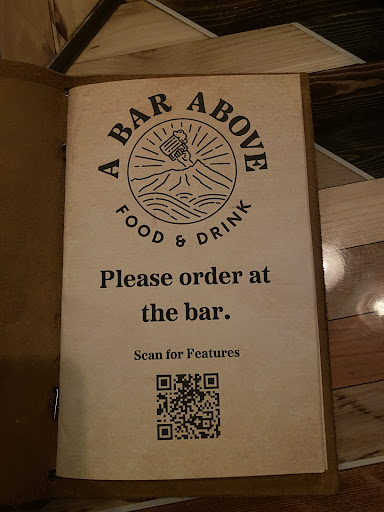 A BAR ABOVE
FOOD & DRINK
Please order at
the bar.
Scan for Features